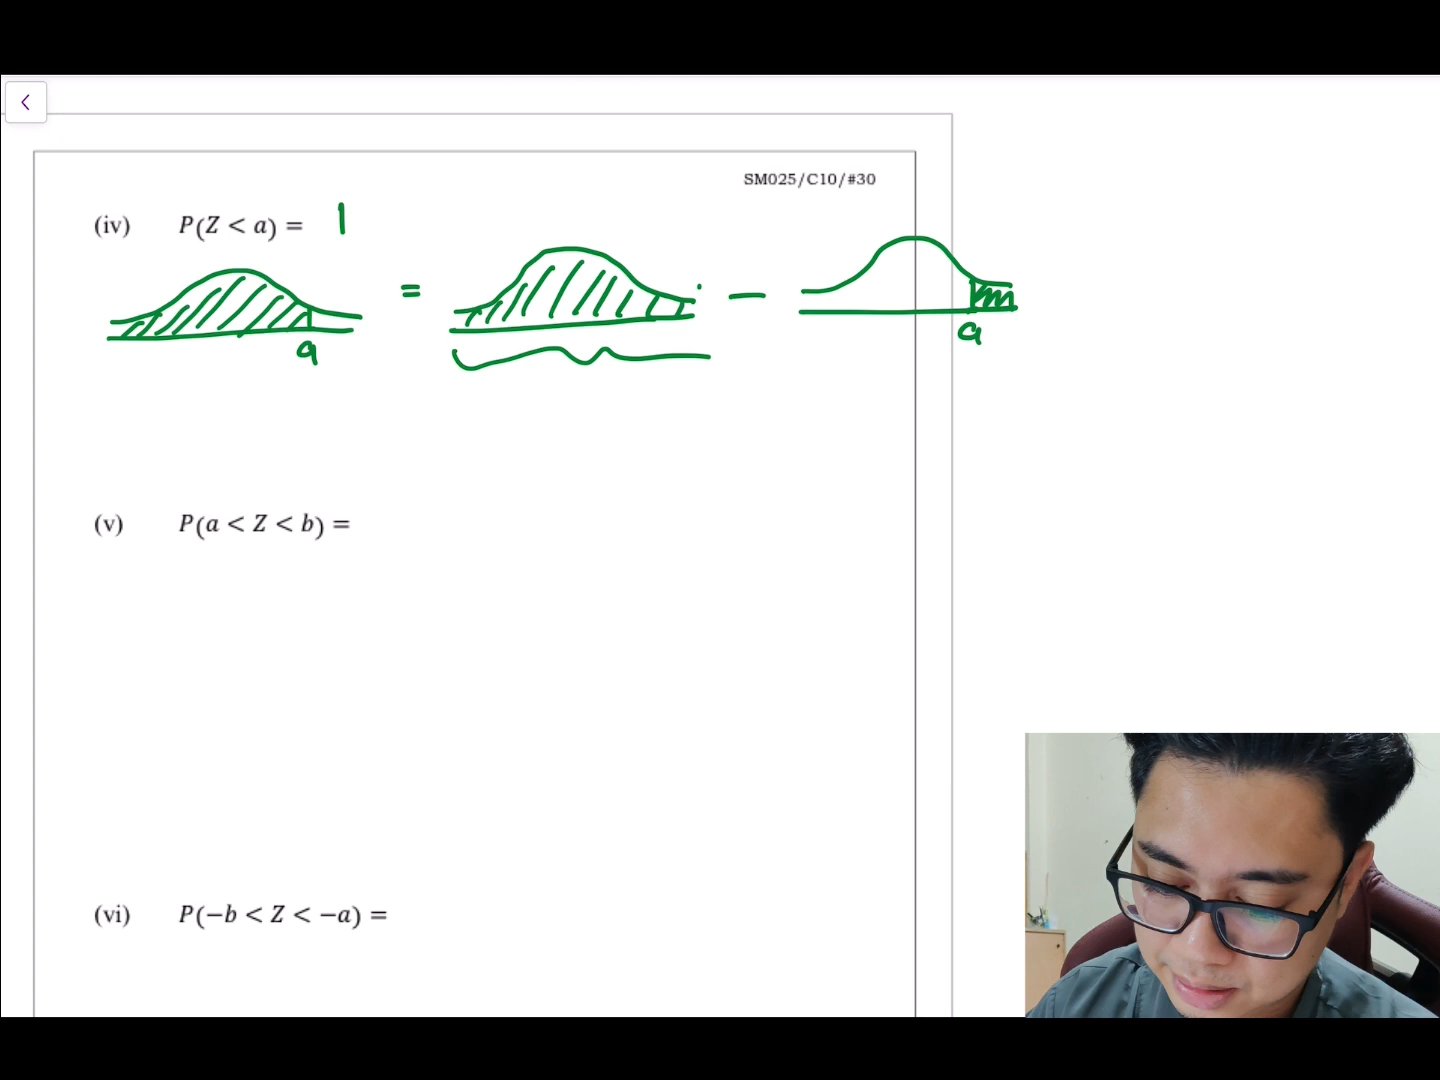 SM025/C10/#30
(iv) P(Z < a) = 1
= −
a a
(v) P(a < Z < b) =
(vi) P(−b < Z < −a) =